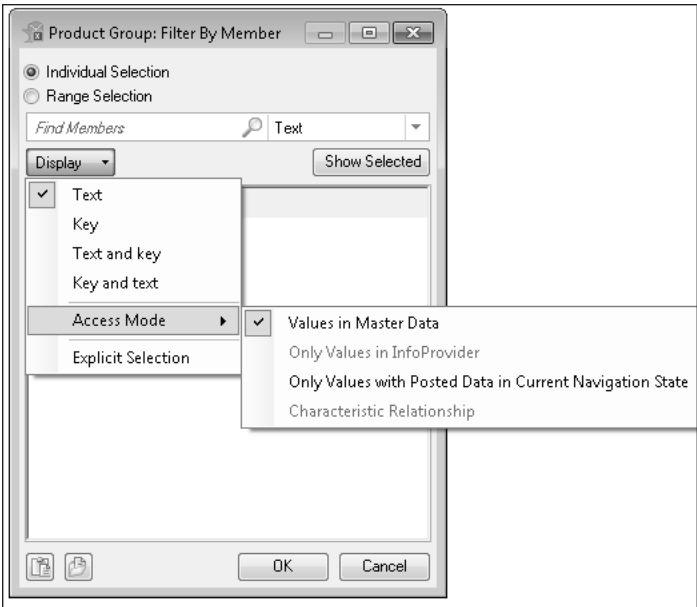 Product Group: Filter By Member
Individual Selection
Range Selection
Find Members Text
Display Show Selected
Text
Key
Text and key
Key and text
Access Mode Values in Master Data
Only Values in InfoProvider
Explicit Selection
Only Values with Posted Data in Current Navigation State
Characteristic Relationship
OK Cancel